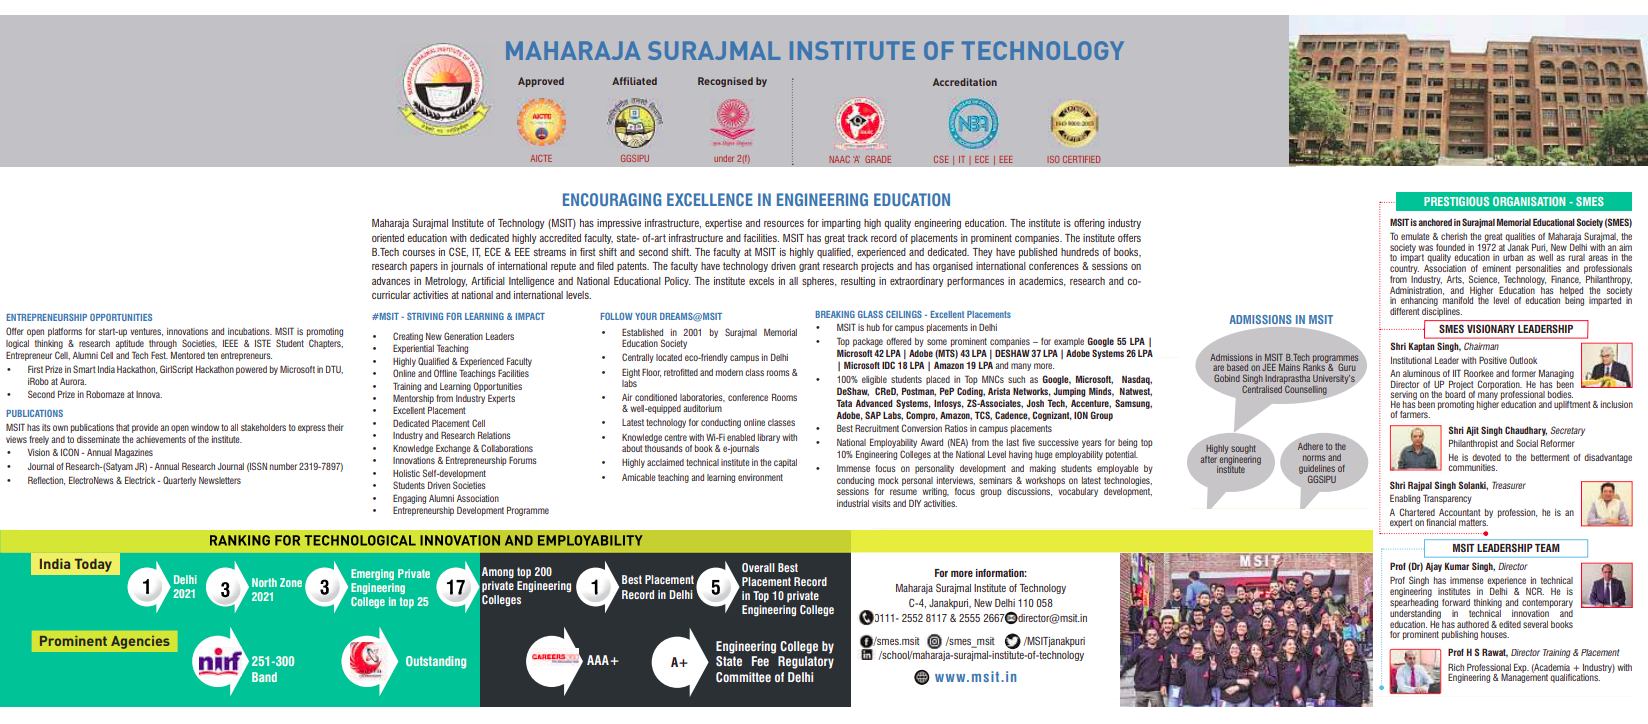 MAHARAJA SURAJMAL INSTITUTE OF TECHNOLOGY
Approved
AICTE
AICTE
Affiliated
GGSIPU
Recognised by
under 2(f)
Accreditation
NAAC 'A' GRADE
NBA
CSE | IT | ECE | EEE
ISO 9001:2015
ISO CERTIFIED
ENCOURAGING EXCELLENCE IN ENGINEERING EDUCATION
Maharaja Surajmal Institute of Technology (MSIT) has impressive infrastructure, expertise and resources for imparting high quality engineering education. The institute is offering industry
oriented education with dedicated highly accredited faculty, state- of-art infrastructure and facilities. MSIT has great track record of placements in prominent companies. The institute offers
B.Tech courses in CSE, IT, ECE & EEE streams in first shift and second shift. The faculty at MSIT is highly qualified, experienced and dedicated. They have published hundreds of books,
research papers in journals of international repute and filed patents. The faculty have technology driven grant research projects and has organised international conferences & sessions on
advances in Metrology, Artificial Intelligence and National Educational Policy. The institute excels in all spheres, resulting in extraordinary performances in academics, research and co-
curricular activities at national and international levels.
ENTREPRENEURSHIP OPPORTUNITIES
Offer open platforms for start-up ventures, innovations and incubations. MSIT is promoting
logical thinking & research aptitude through Societies, IEEE & ISTE Student Chapters,
Entrepreneur Cell, Alumni Cell and Tech Fest. Mentored ten entrepreneurs.
• First Prize in Smart India Hackathon, GirlScript Hackathon powered by Microsoft in DTU,
iRobo at Aurora.
• Second Prize in Robomaze at Innova.
PUBLICATIONS
MSIT has its own publications that provide an open window to all stakeholders to express their
views freely and to disseminate the achievements of the institute.
• Vision & ICON - Annual Magazines
• Journal of Research-(Satyam JR) - Annual Research Journal (ISSN number 2319-7897)
• Reflection, ElectroNews & Electrick - Quarterly Newsletters
#MSIT - STRIVING FOR LEARNING & IMPACT
• Creating New Generation Leaders
• Experiential Teaching
• Highly Qualified & Experienced Faculty
• Online and Offline Teachings Facilities
• Training and Learning Opportunities
• Mentorship from Industry Experts
• Excellent Placement
• Dedicated Placement Cell
• Industry and Research Relations
• Knowledge Exchange & Collaborations
• Innovations & Entrepreneurship Forums
• Holistic Self-development
• Students Driven Societies
• Engaging Alumni Association
• Entrepreneurship Development Programme
FOLLOW YOUR DREAMS@MSIT
• Established in 2001 by Surajmal Memorial
Education Society
• Centrally located eco-friendly campus in Delhi
• Eight Floor, retrofitted and modern class rooms &
labs
• Air conditioned laboratories, conference Rooms
& well-equipped auditorium
• Latest technology for conducting online classes
• Knowledge centre with Wi-Fi enabled library with
about thousands of book & e-journals
• Highly acclaimed technical institute in the capital
• Amicable teaching and learning environment
BREAKING GLASS CEILINGS - Excellent Placements
• MSIT is hub for campus placements in Delhi
• Top package offered by some prominent companies – for example Google 55 LPA |
Microsoft 42 LPA | Adobe (MTS) 43 LPA | DESHAW 37 LPA | Adobe Systems 26 LPA
| Microsoft IDC 18 LPA | Amazon 19 LPA and many more.
• 100% eligible students placed in Top MNCs such as Google, Microsoft, Nasdaq,
DeShaw, CReD, Postman, PeP Coding, Arista Networks, Jumping Minds, Natwest,
Tata Advanced Systems, Infosys, ZS-Associates, Josh Tech, Accenture, Samsung,
Adobe, SAP Labs, Compro, Amazon, TCS, Cadence, Cognizant, ION Group
• Best Recruitment Conversion Ratios in campus placements
• National Employability Award (NEA) from the last five successive years for being top
10% Engineering Colleges at the National Level having huge employability potential.
• Immense focus on personality development and making students employable by
conducing mock personal interviews, seminars & workshops on latest technologies,
sessions for resume writing, focus group discussions, vocabulary development,
industrial visits and DIY activities.
ADMISSIONS IN MSIT
Admissions in MSIT B.Tech programmes
are based on JEE Mains Ranks & Guru
Gobind Singh Indraprastha University's
Centralised Counselling
Highly sought
after engineering
institute
Adhere to the
norms and
guidelines of
GGSIPU
PRESTIGIOUS ORGANISATION - SMES
MSIT is anchored in Surajmal Memorial Educational Society (SMES)
To emulate & cherish the great qualities of Maharaja Surajmal, the
society was founded in 1972 at Janak Puri, New Delhi with an aim
to impart quality education in urban as well as rural areas in the
country. Association of eminent personalities and professionals
from Industry, Arts, Science, Technology, Finance, Philanthropy,
Administration, and Higher Education has helped the society
in enhancing manifold the level of education being imparted in
different disciplines.
SMES VISIONARY LEADERSHIP
Shri Kaptan Singh, Chairman
Institutional Leader with Positive Outlook
An aluminous of IIT Roorkee and former Managing
Director of UP Project Corporation. He has been
serving on the board of many professional bodies.
He has been promoting higher education and upliftment & inclusion
of farmers.
Shri Ajit Singh Chaudhary, Secretary
Philanthropist and Social Reformer
He is devoted to the betterment of disadvantage
communities.
Shri Rajpal Singh Solanki, Treasurer
Enabling Transparency
A Chartered Accountant by profession, he is an
expert on financial matters.
MSIT LEADERSHIP TEAM
Prof (Dr) Ajay Kumar Singh, Director
Prof Singh has immense experience in technical
engineering institutes in Delhi & NCR. He is
spearheading forward thinking and contemporary
understanding in technical innovation and
education. He has authored & edited several books
for prominent publishing houses.
Prof H S Rawat, Director Training & Placement
Rich Professional Exp. (Academia + Industry) with
Engineering & Management qualifications.
RANKING FOR TECHNOLOGICAL INNOVATION AND EMPLOYABILITY
India Today
1 Delhi
2021
3 North Zone
2021
3 Emerging Private
Engineering
College in top 25
17 Among top 200
private Engineering
Colleges
1 Best Placement
Record in Delhi
5 Overall Best
Placement Record
in Top 10 private
Engineering College
Prominent Agencies
nirf 251-300
Band
Outstanding
CAREERS360 AAA+
A+ Engineering College by
State Fee Regulatory
Committee of Delhi
For more information:
Maharaja Surajmal Institute of Technology
C-4, Janakpuri, New Delhi 110 058
0111- 2552 8117 & 2555 2667 director@msit.in
/smes.msit /smes_msit /MSITjanakpuri
/school/maharaja-surajmal-institute-of-technology
www.msit.in
MSIT